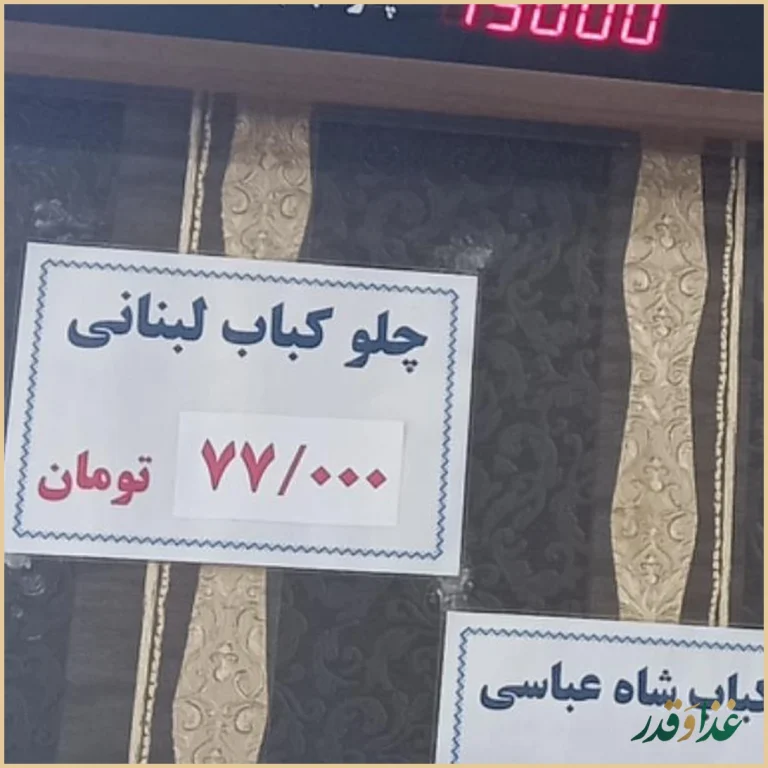 15000
چلو کباب لبنانی
۷۷/۰۰۰ تومان
کباب شاه عباسی
غذا و قدر